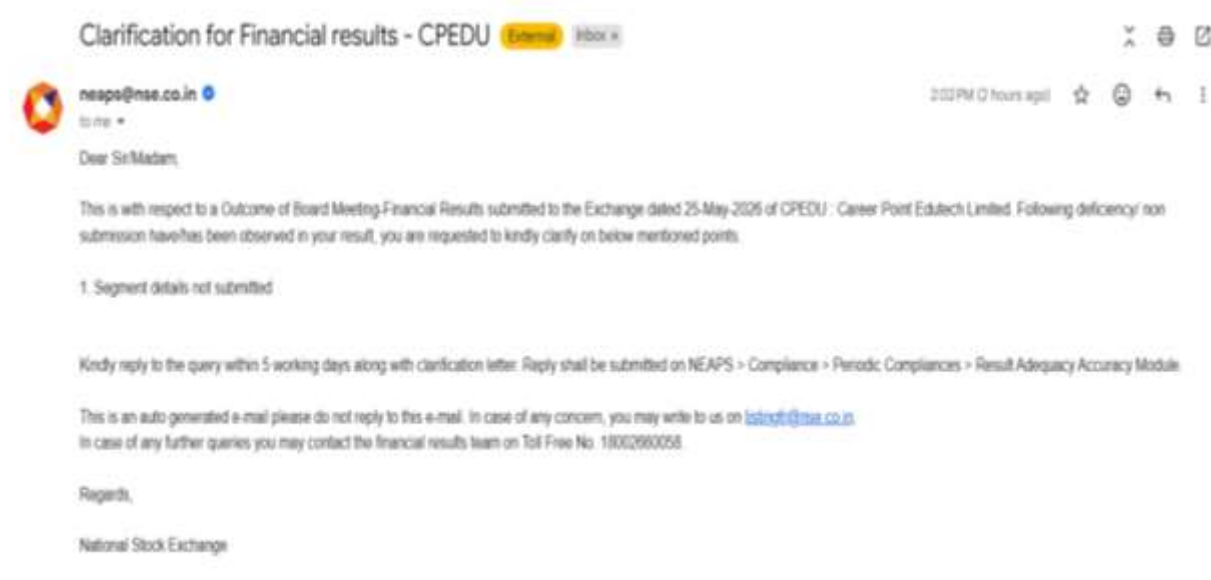 Clarification for Financial results - CPEDU External Inbox x
neaps@nse.co.in
2:02 PM (2 hours ago)
to me
Dear Sir/Madam,
This is with respect to a Outcome of Board Meeting-Financial Results submitted to the Exchange dated 25-May-2026 of CPEDU : Career Point Edutech Limited. Following deficiency/ non
submission have/has been observed in your result, you are requested to kindly clarify on below mentioned points.
1. Segment details not submitted
Kindly reply to the query within 5 working days along with clarification letter. Reply shall be submitted on NEAPS > Compliance > Periodic Compliances > Result Adequacy Accuracy Module.
This is an auto generated e-mail please do not reply to this e-mail. In case of any concern, you may write to us on
In case of any further queries you may contact the financial results team on Toll Free No. 18002660058.
Regards,
National Stock Exchange